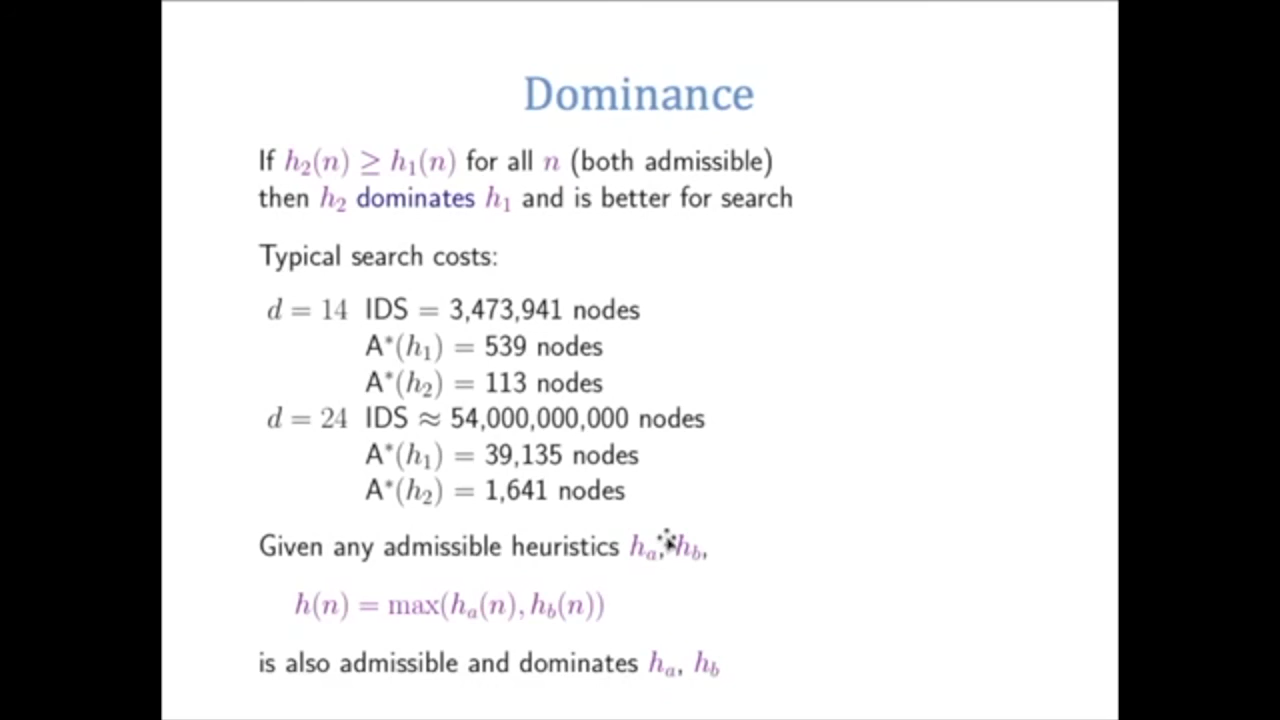 Dominance
If h₂(n) ≥ h₁(n) for all n (both admissible)
then h₂ dominates h₁ and is better for search
Typical search costs:
d = 14 IDS = 3,473,941 nodes
A*(h₁) = 539 nodes
A*(h₂) = 113 nodes
d = 24 IDS ≈ 54,000,000,000 nodes
A*(h₁) = 39,135 nodes
A*(h₂) = 1,641 nodes
Given any admissible heuristics hₐ, h_b,
h(n) = max(hₐ(n), h_b(n))
is also admissible and dominates hₐ, h_b